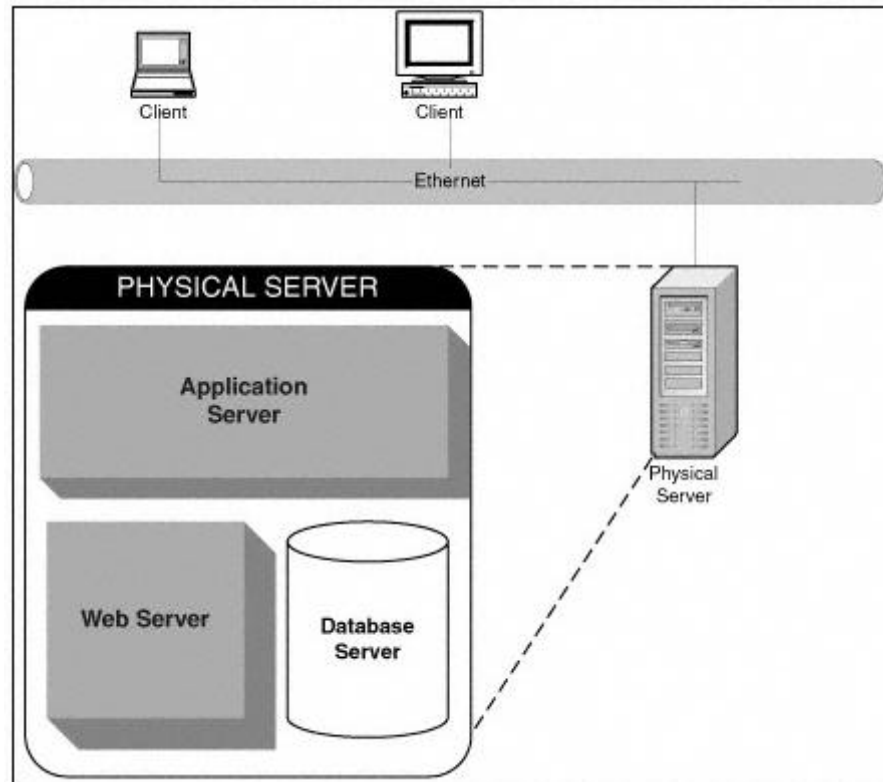 Client
Client
Ethernet
PHYSICAL SERVER
Application
Server
Physical
Server
Web Server
Database
Server